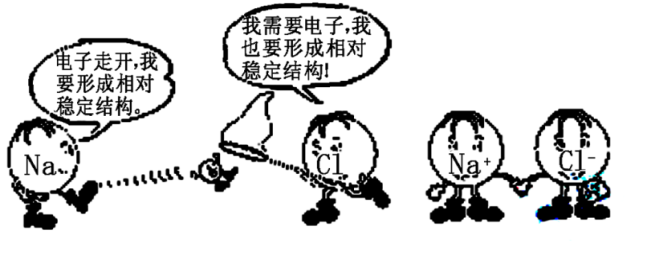 电子走开,我
要形成相对
稳定结构。
我需要电子,我
也要形成相对
稳定结构!
Na
Cl
Na⁺
Cl⁻